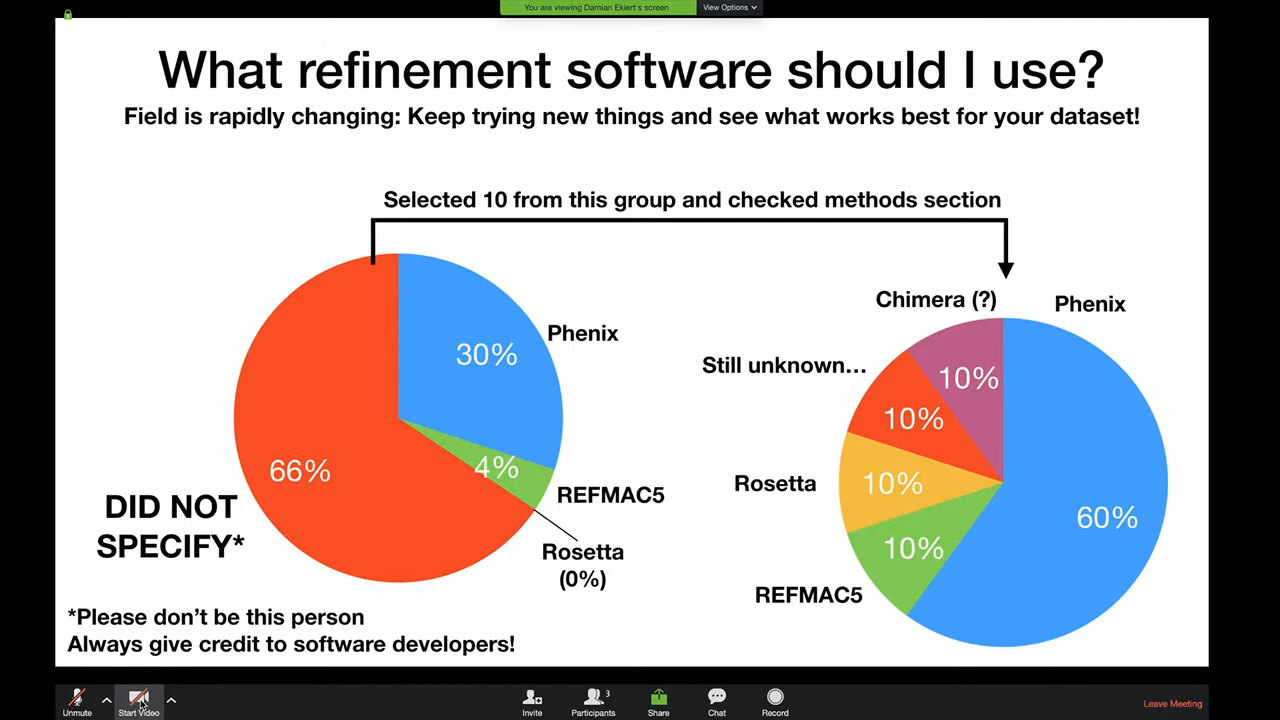 You are viewing Damian Ekiert's screen
View Options
What refinement software should I use?
Field is rapidly changing: Keep trying new things and see what works best for your dataset!
Selected 10 from this group and checked methods section
Chimera (?)
Phenix
Phenix
30%
Still unknown…
10%
10%
66%
4%
REFMAC5
Rosetta
10%
60%
DID NOT
SPECIFY*
Rosetta
(0%)
10%
REFMAC5
*Please don't be this person
Always give credit to software developers!
Unmute
Start Video
Invite
Participants
3
Share
Chat
Record
Leave Meeting